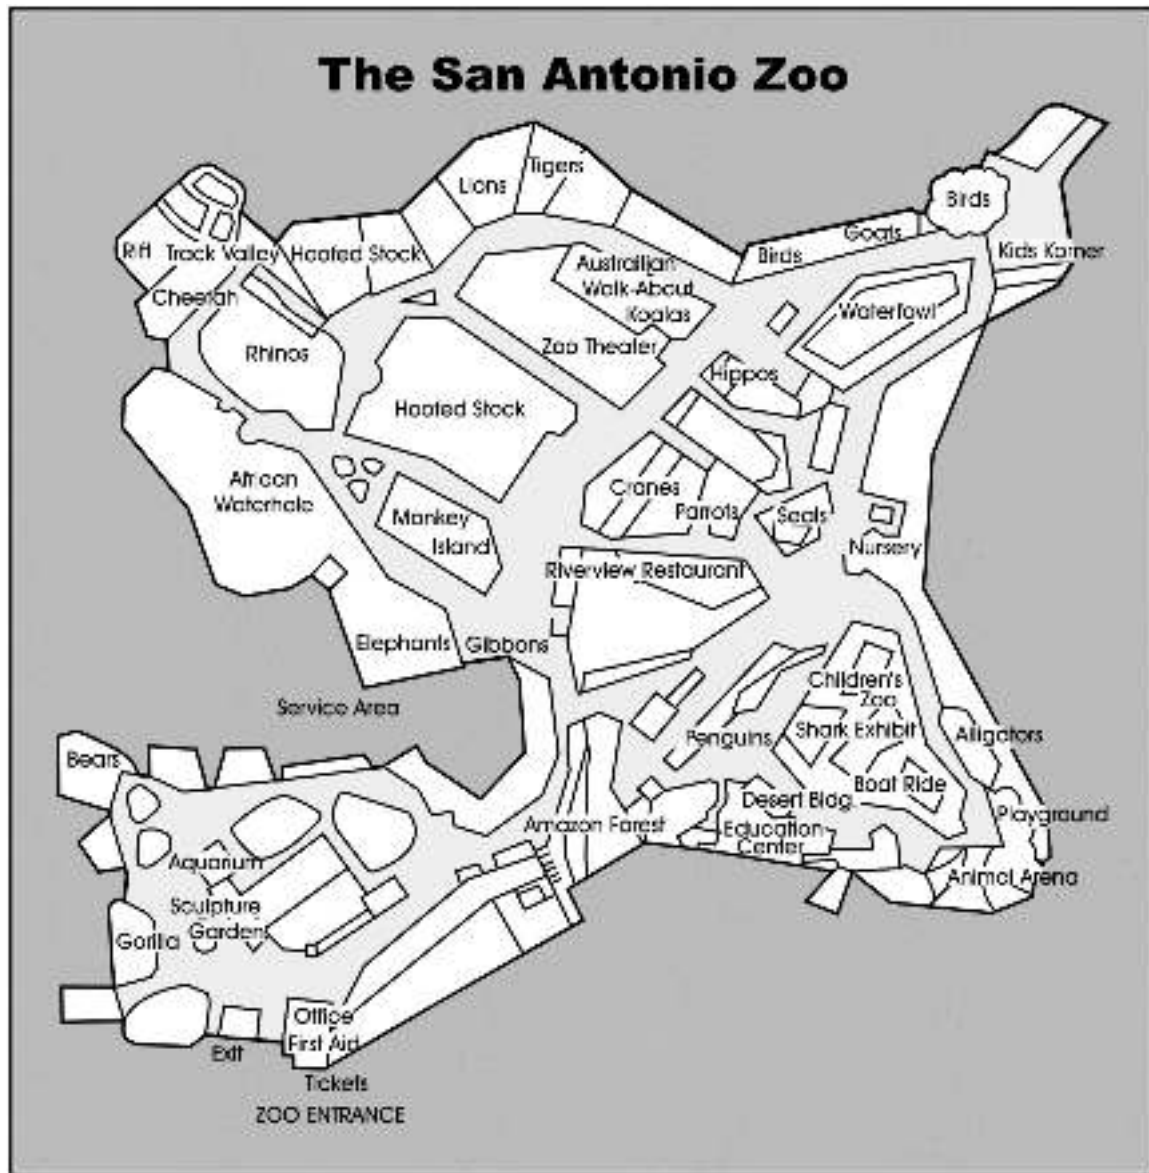 The San Antonio Zoo
Tigers
Lions
Birds
Goats
Rift Track Valley
Hoofed Stock
Birds
Kids Korner
Austrailian
Walk-About
Koalas
Cheetah
Waterfowl
Rhinos
Zoo Theater
Hippos
Hoofed Stock
African
Waterhole
Cranes
Parrots
Seals
Monkey
Island
Nursery
Riverview Restaurant
Elephants
Gibbons
Children's
Zoo
Service Area
Penguins
Shark Exhibit
Alligators
Bears
Boat Ride
Desert Bldg.
Playground
Amazon Forest
Education
Center
Aquarium
Animal Arena
Sculpture
Garden
Gorilla
Office
First Aid
Exit
Tickets
ZOO ENTRANCE